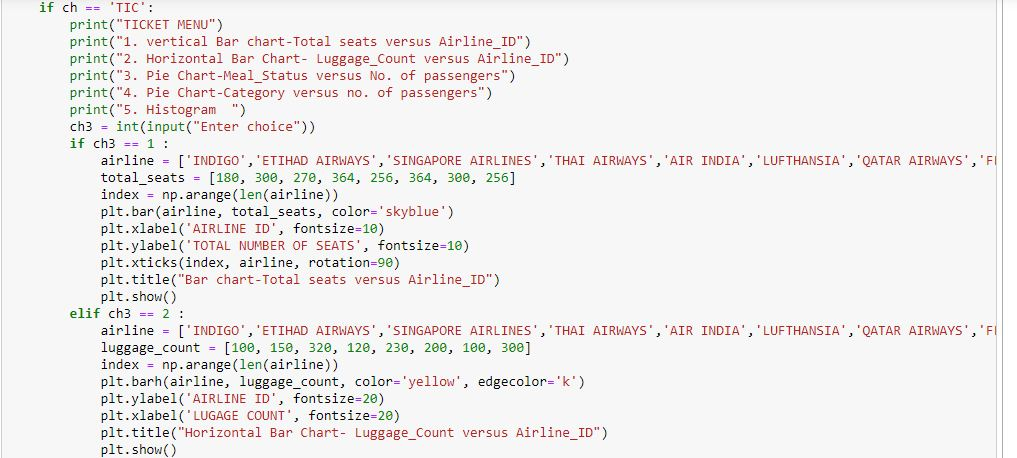 if ch == 'TIC':
print("TICKET MENU")
print("1. vertical Bar chart-Total seats versus Airline_ID")
print("2. Horizontal Bar Chart- Luggage_Count versus Airline_ID")
print("3. Pie Chart-Meal_Status versus No. of passengers")
print("4. Pie Chart-Category versus no. of passengers")
print("5. Histogram  ")
ch3 = int(input("Enter choice"))
if ch3 == 1 :
airline = ['INDIGO','ETIHAD AIRWAYS','SINGAPORE AIRLINES','THAI AIRWAYS','AIR INDIA','LUFTHANSIA','QATAR AIRWAYS',
total_seats = [180, 300, 270, 364, 256, 364, 300, 256]
index = np.arange(len(airline))
plt.bar(airline, total_seats, color='skyblue')
plt.xlabel('AIRLINE ID', fontsize=10)
plt.ylabel('TOTAL NUMBER OF SEATS', fontsize=10)
plt.xticks(index, airline, rotation=90)
plt.title("Bar chart-Total seats versus Airline_ID")
plt.show()
elif ch3 == 2 :
airline = ['INDIGO','ETIHAD AIRWAYS','SINGAPORE AIRLINES','THAI AIRWAYS','AIR INDIA','LUFTHANSIA','QATAR AIRWAYS',
luggage_count = [100, 150, 320, 120, 230, 200, 100, 300]
index = np.arange(len(airline))
plt.barh(airline, luggage_count, color='yellow', edgecolor='k')
plt.ylabel('AIRLINE ID', fontsize=20)
plt.xlabel('LUGAGE COUNT', fontsize=20)
plt.title("Horizontal Bar Chart- Luggage_Count versus Airline_ID")
plt.show()